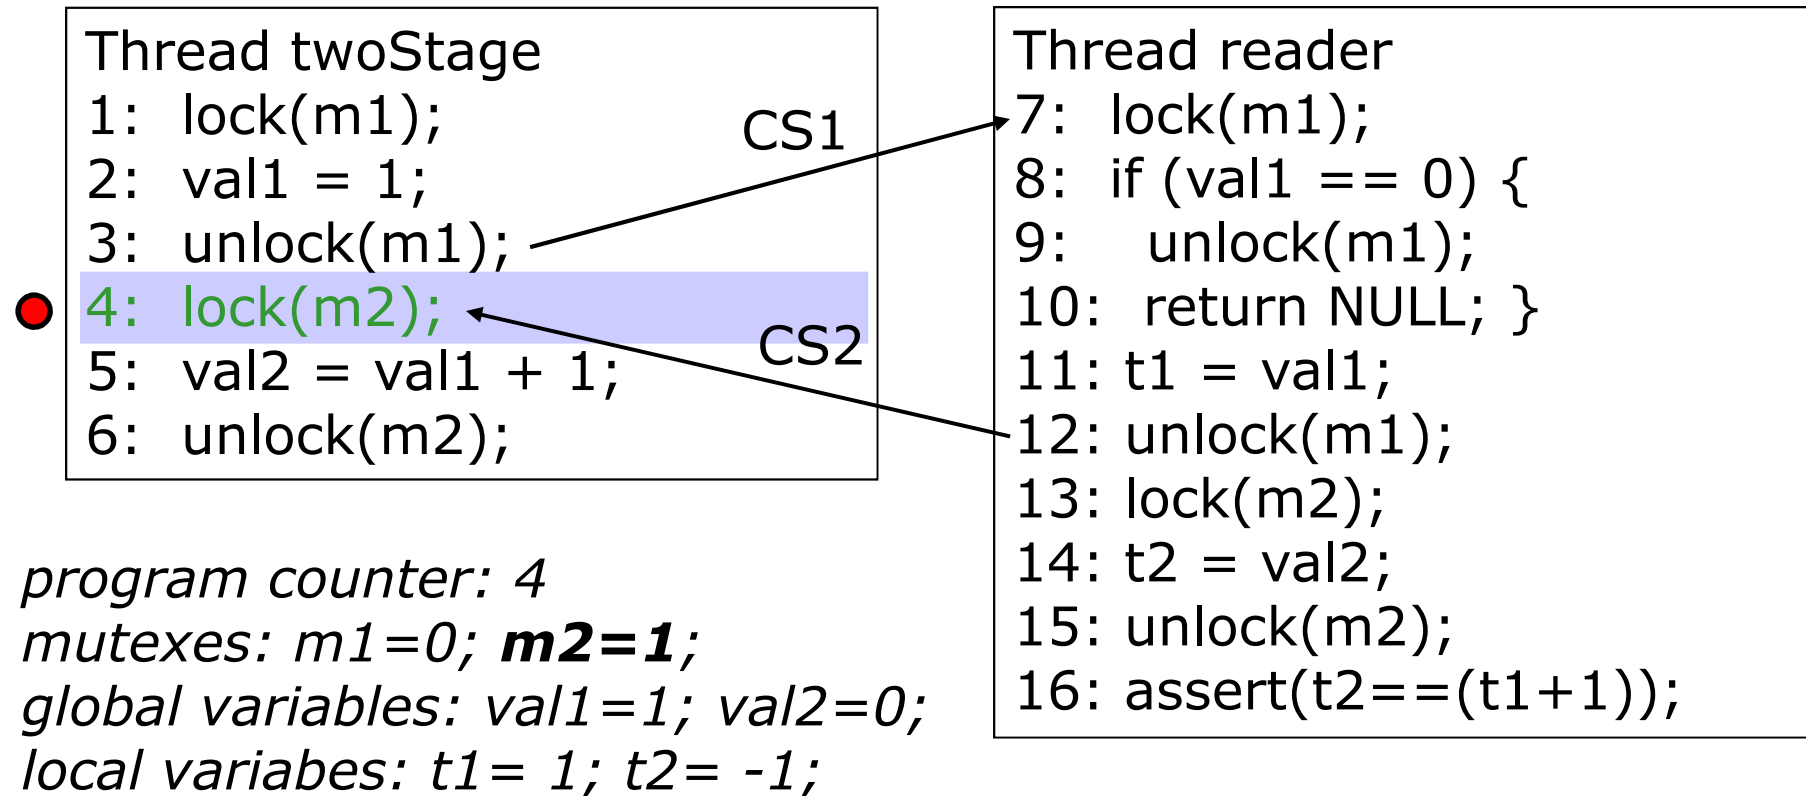 Thread twoStage
1: lock(m1);
2: val1 = 1;
3: unlock(m1);
4: lock(m2);
5: val2 = val1 + 1;
6: unlock(m2);
CS1
CS2
Thread reader
7: lock(m1);
8: if (val1 == 0) {
9: unlock(m1);
10: return NULL; }
11: t1 = val1;
12: unlock(m1);
13: lock(m2);
14: t2 = val2;
15: unlock(m2);
16: assert(t2==(t1+1));
program counter: 4
mutexes: m1=0; m2=1;
global variables: val1=1; val2=0;
local variabes: t1= 1; t2= -1;